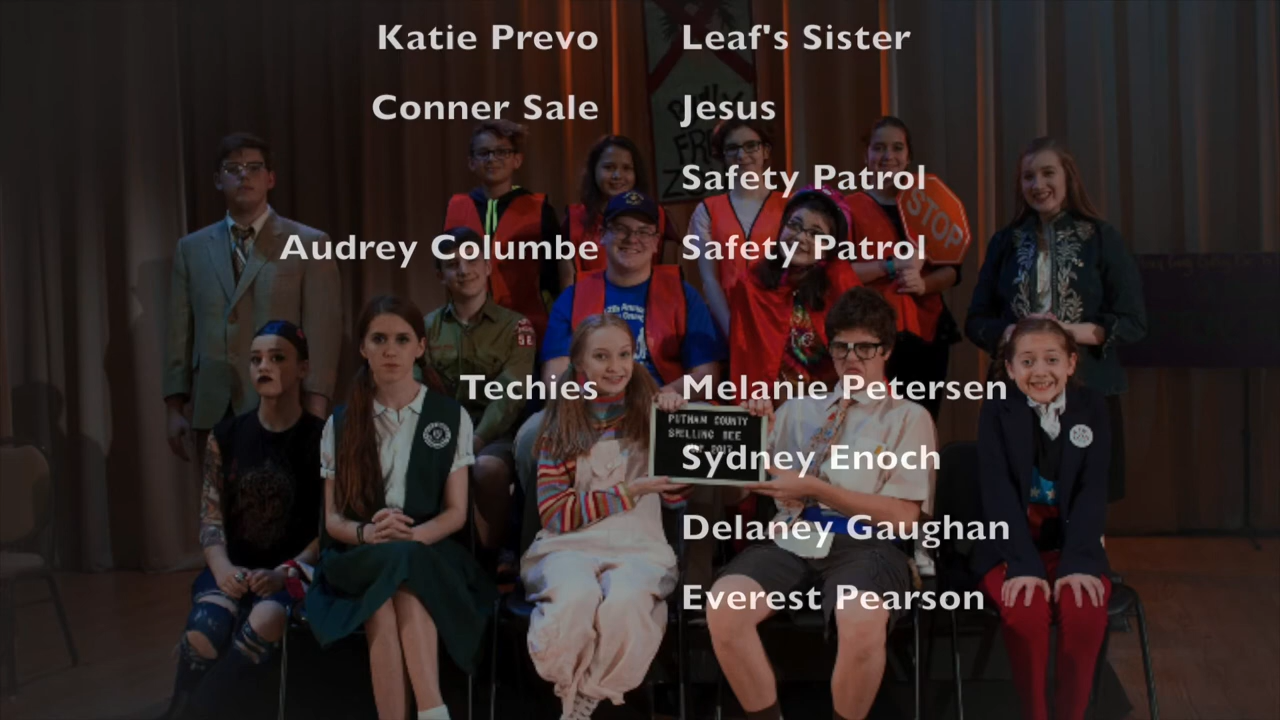 Katie Prevo Leaf's Sister
Conner Sale Jesus
Safety Patrol
Audrey Columbe Safety Patrol
Techies Melanie Petersen
Sydney Enoch
Delaney Gaughan
Everest Pearson
STOP
PUTNAM COUNTY
SPELLING BEE